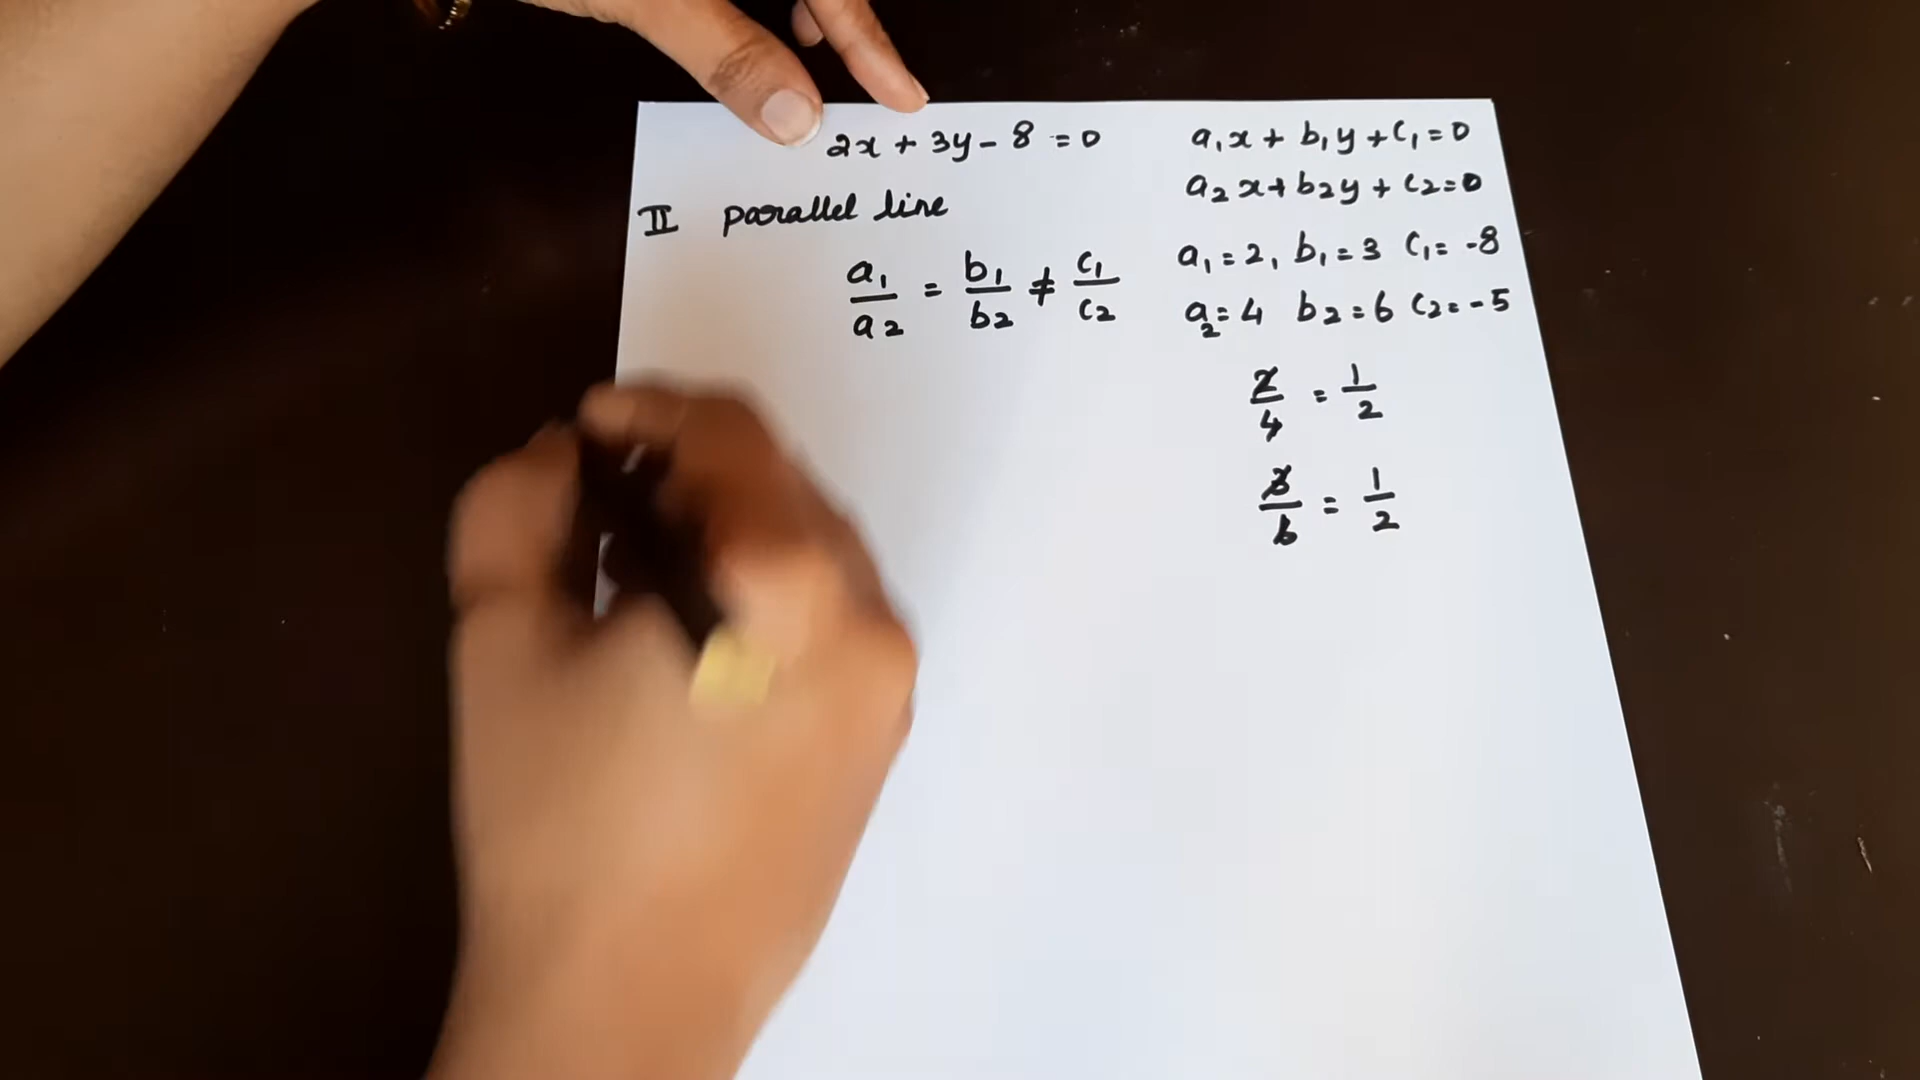 2x + 3y - 8 = 0
II parallel line
a₁/a₂ = b₁/b₂ ≠ c₁/c₂
a₁x + b₁y + c₁ = 0
a₂x + b₂y + c₂ = 0
a₁ = 2, b₁ = 3 c₁ = -8
a₂ = 4 b₂ = 6 c₂ = -5
2/4 = 1/2
3/6 = 1/2